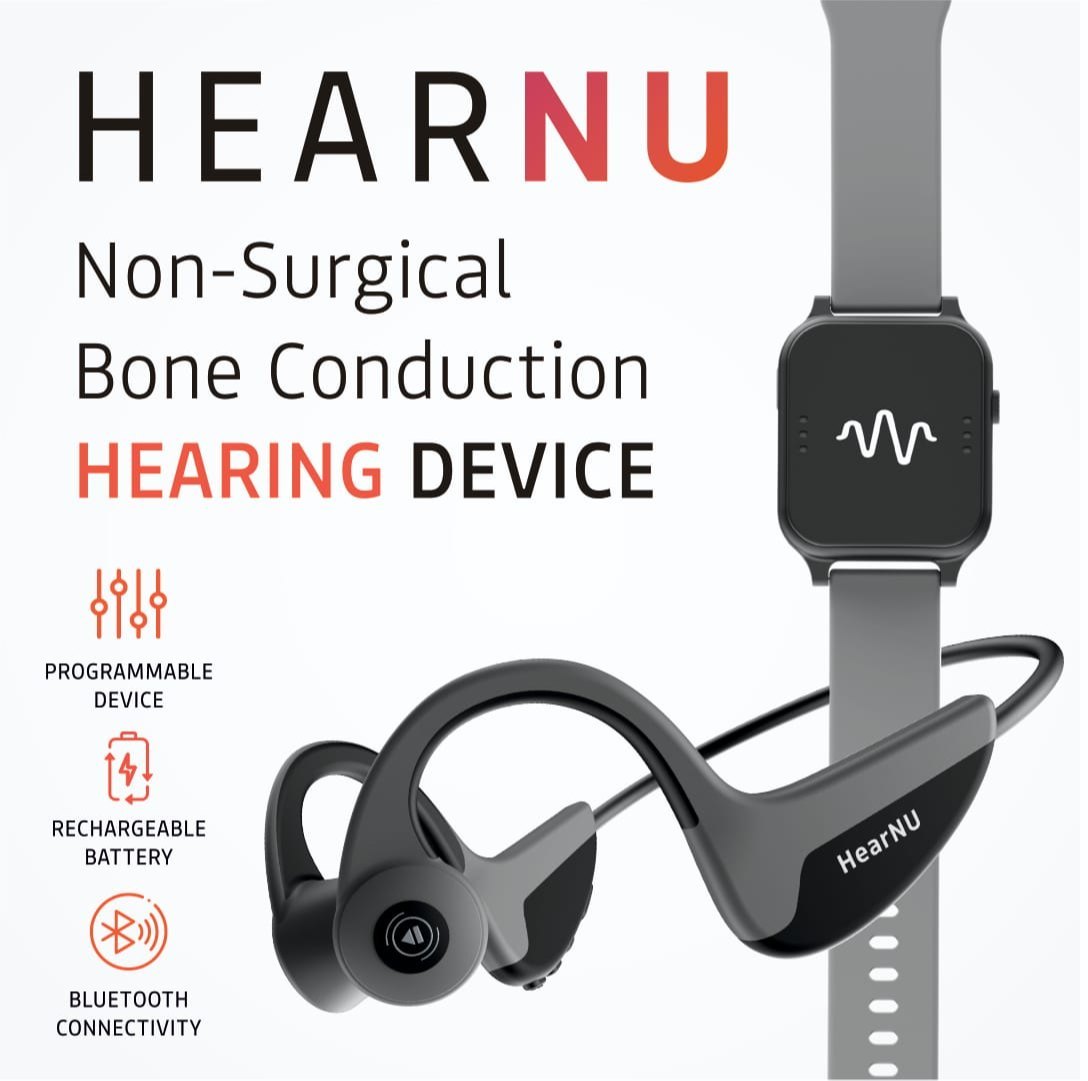 HEARNU
Non-Surgical
Bone Conduction
HEARING DEVICE
PROGRAMMABLE
DEVICE
RECHARGEABLE
BATTERY
BLUETOOTH
CONNECTIVITY
HearNU